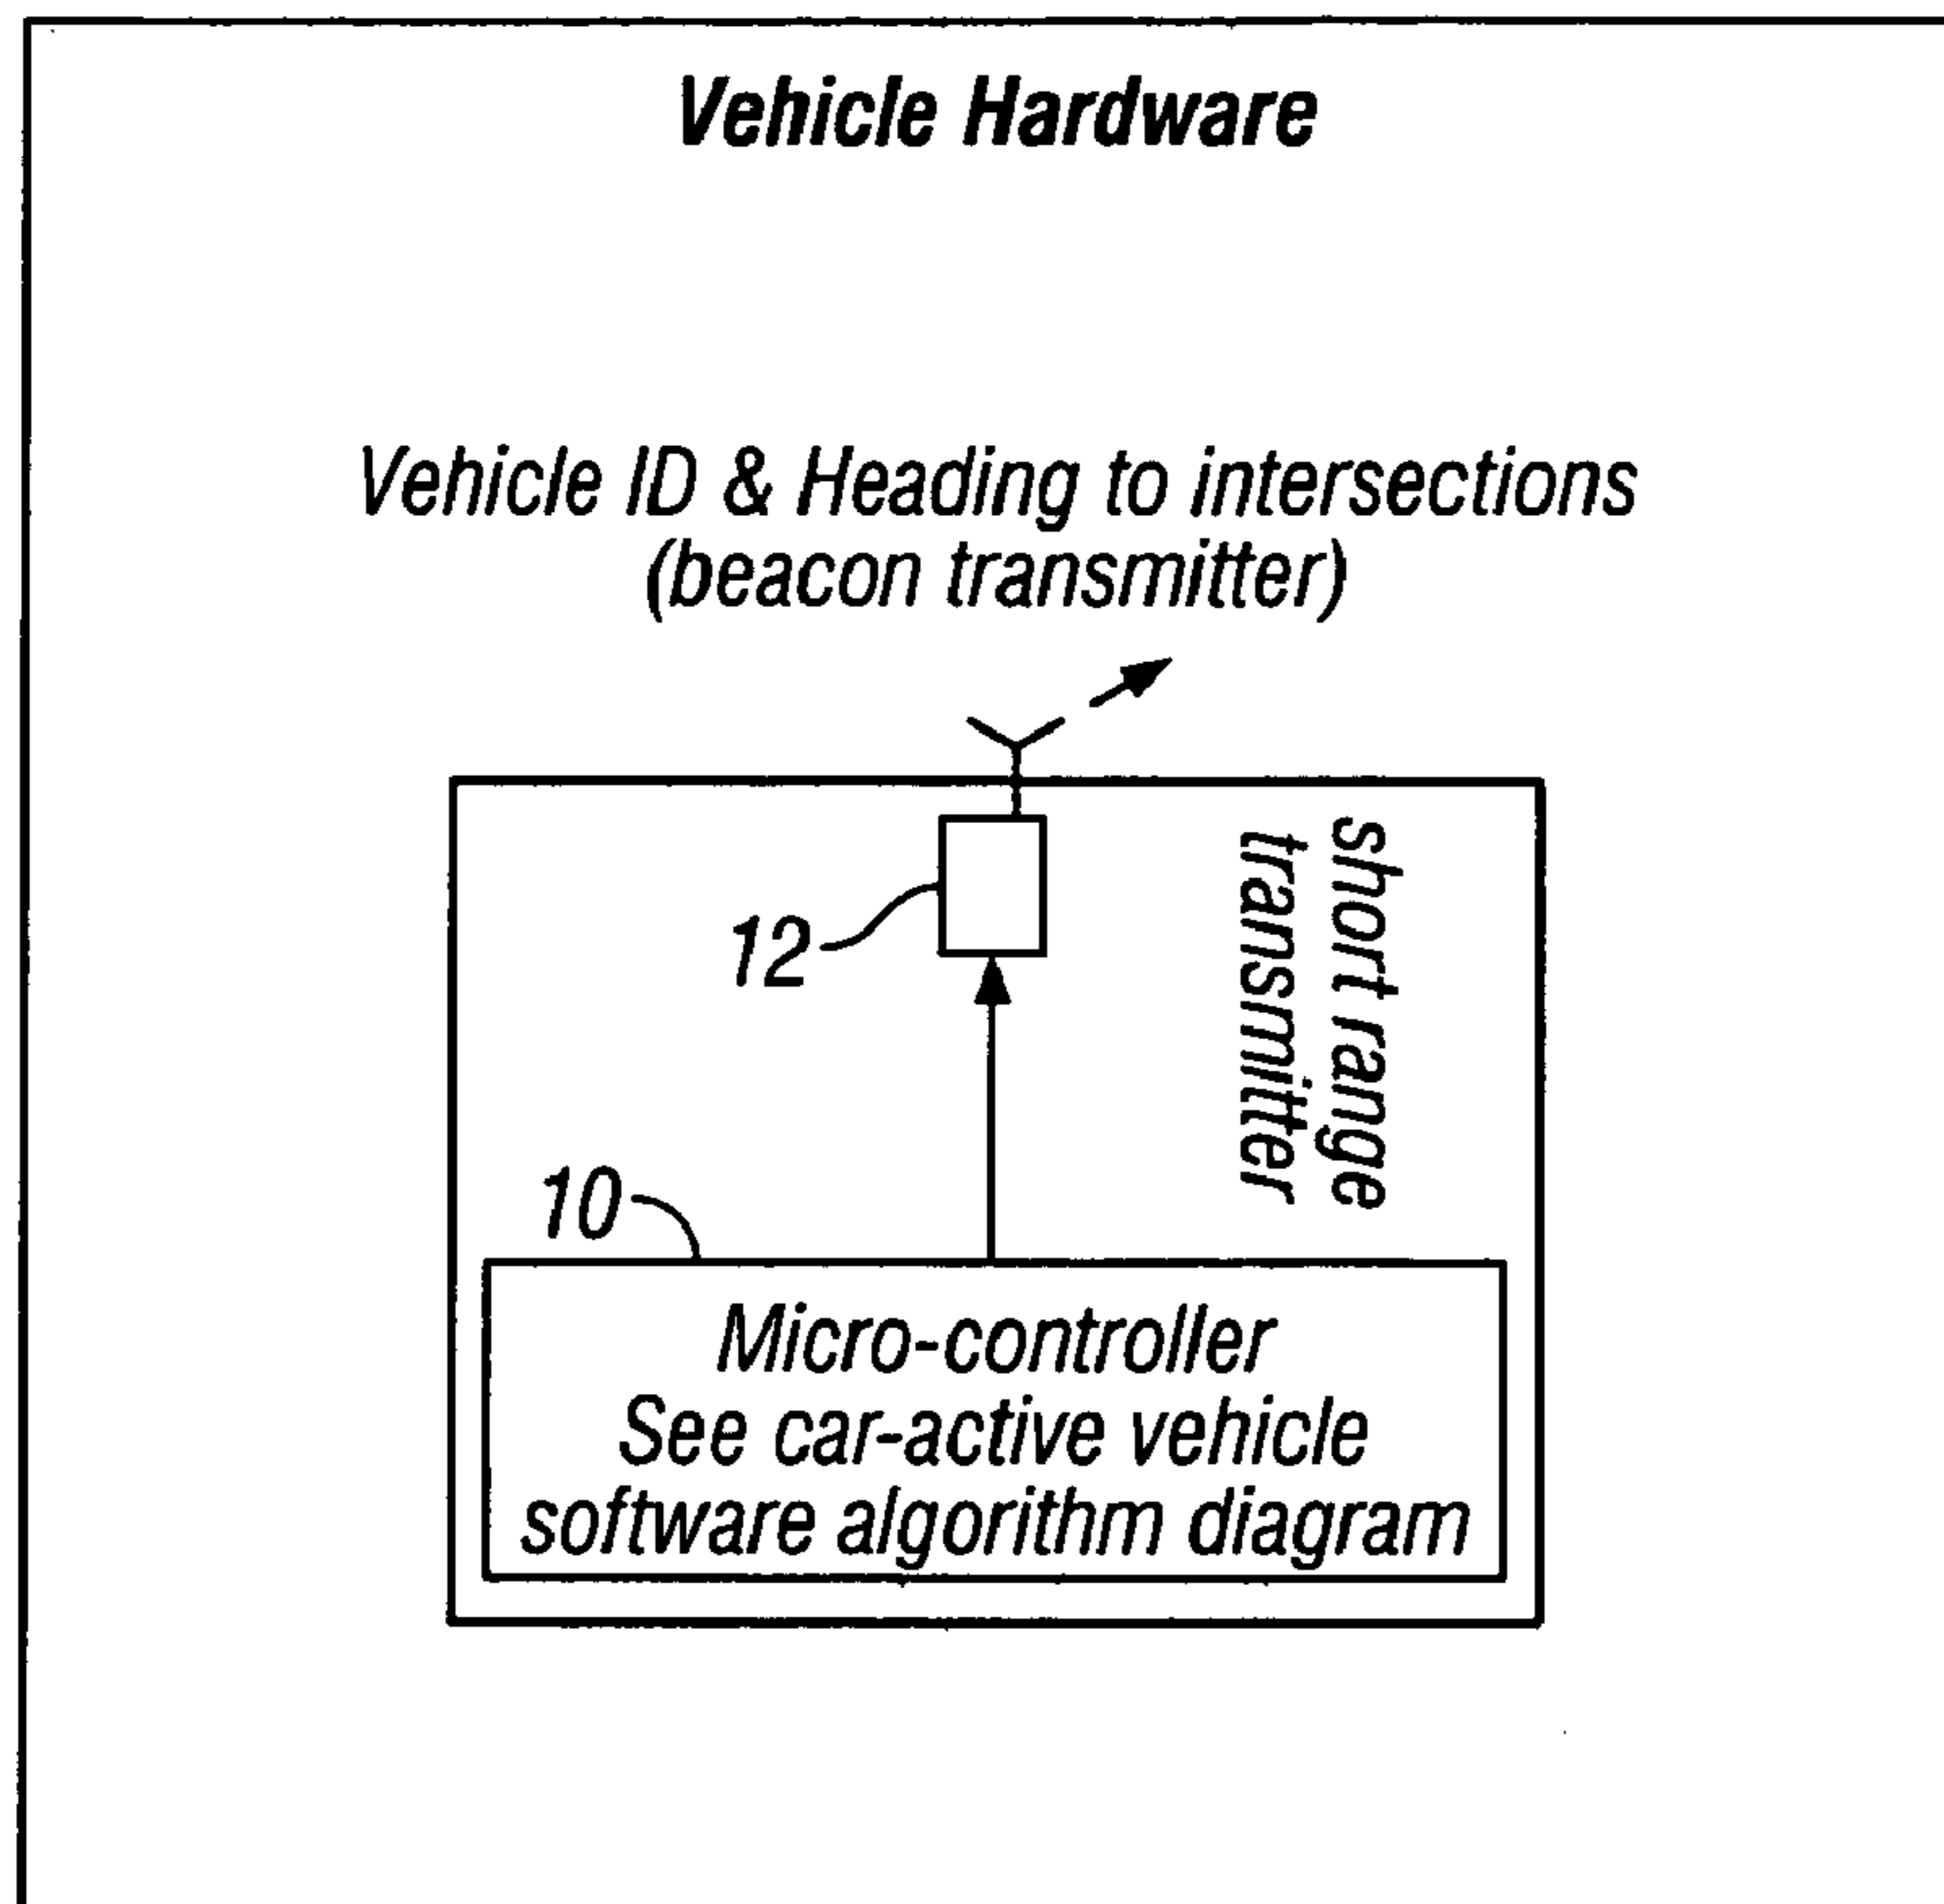 Vehicle Hardware
Vehicle ID & Heading to intersections
(beacon transmitter)
short range
transmitter
12
10
Micro-controller
See car-active vehicle
software algorithm diagram